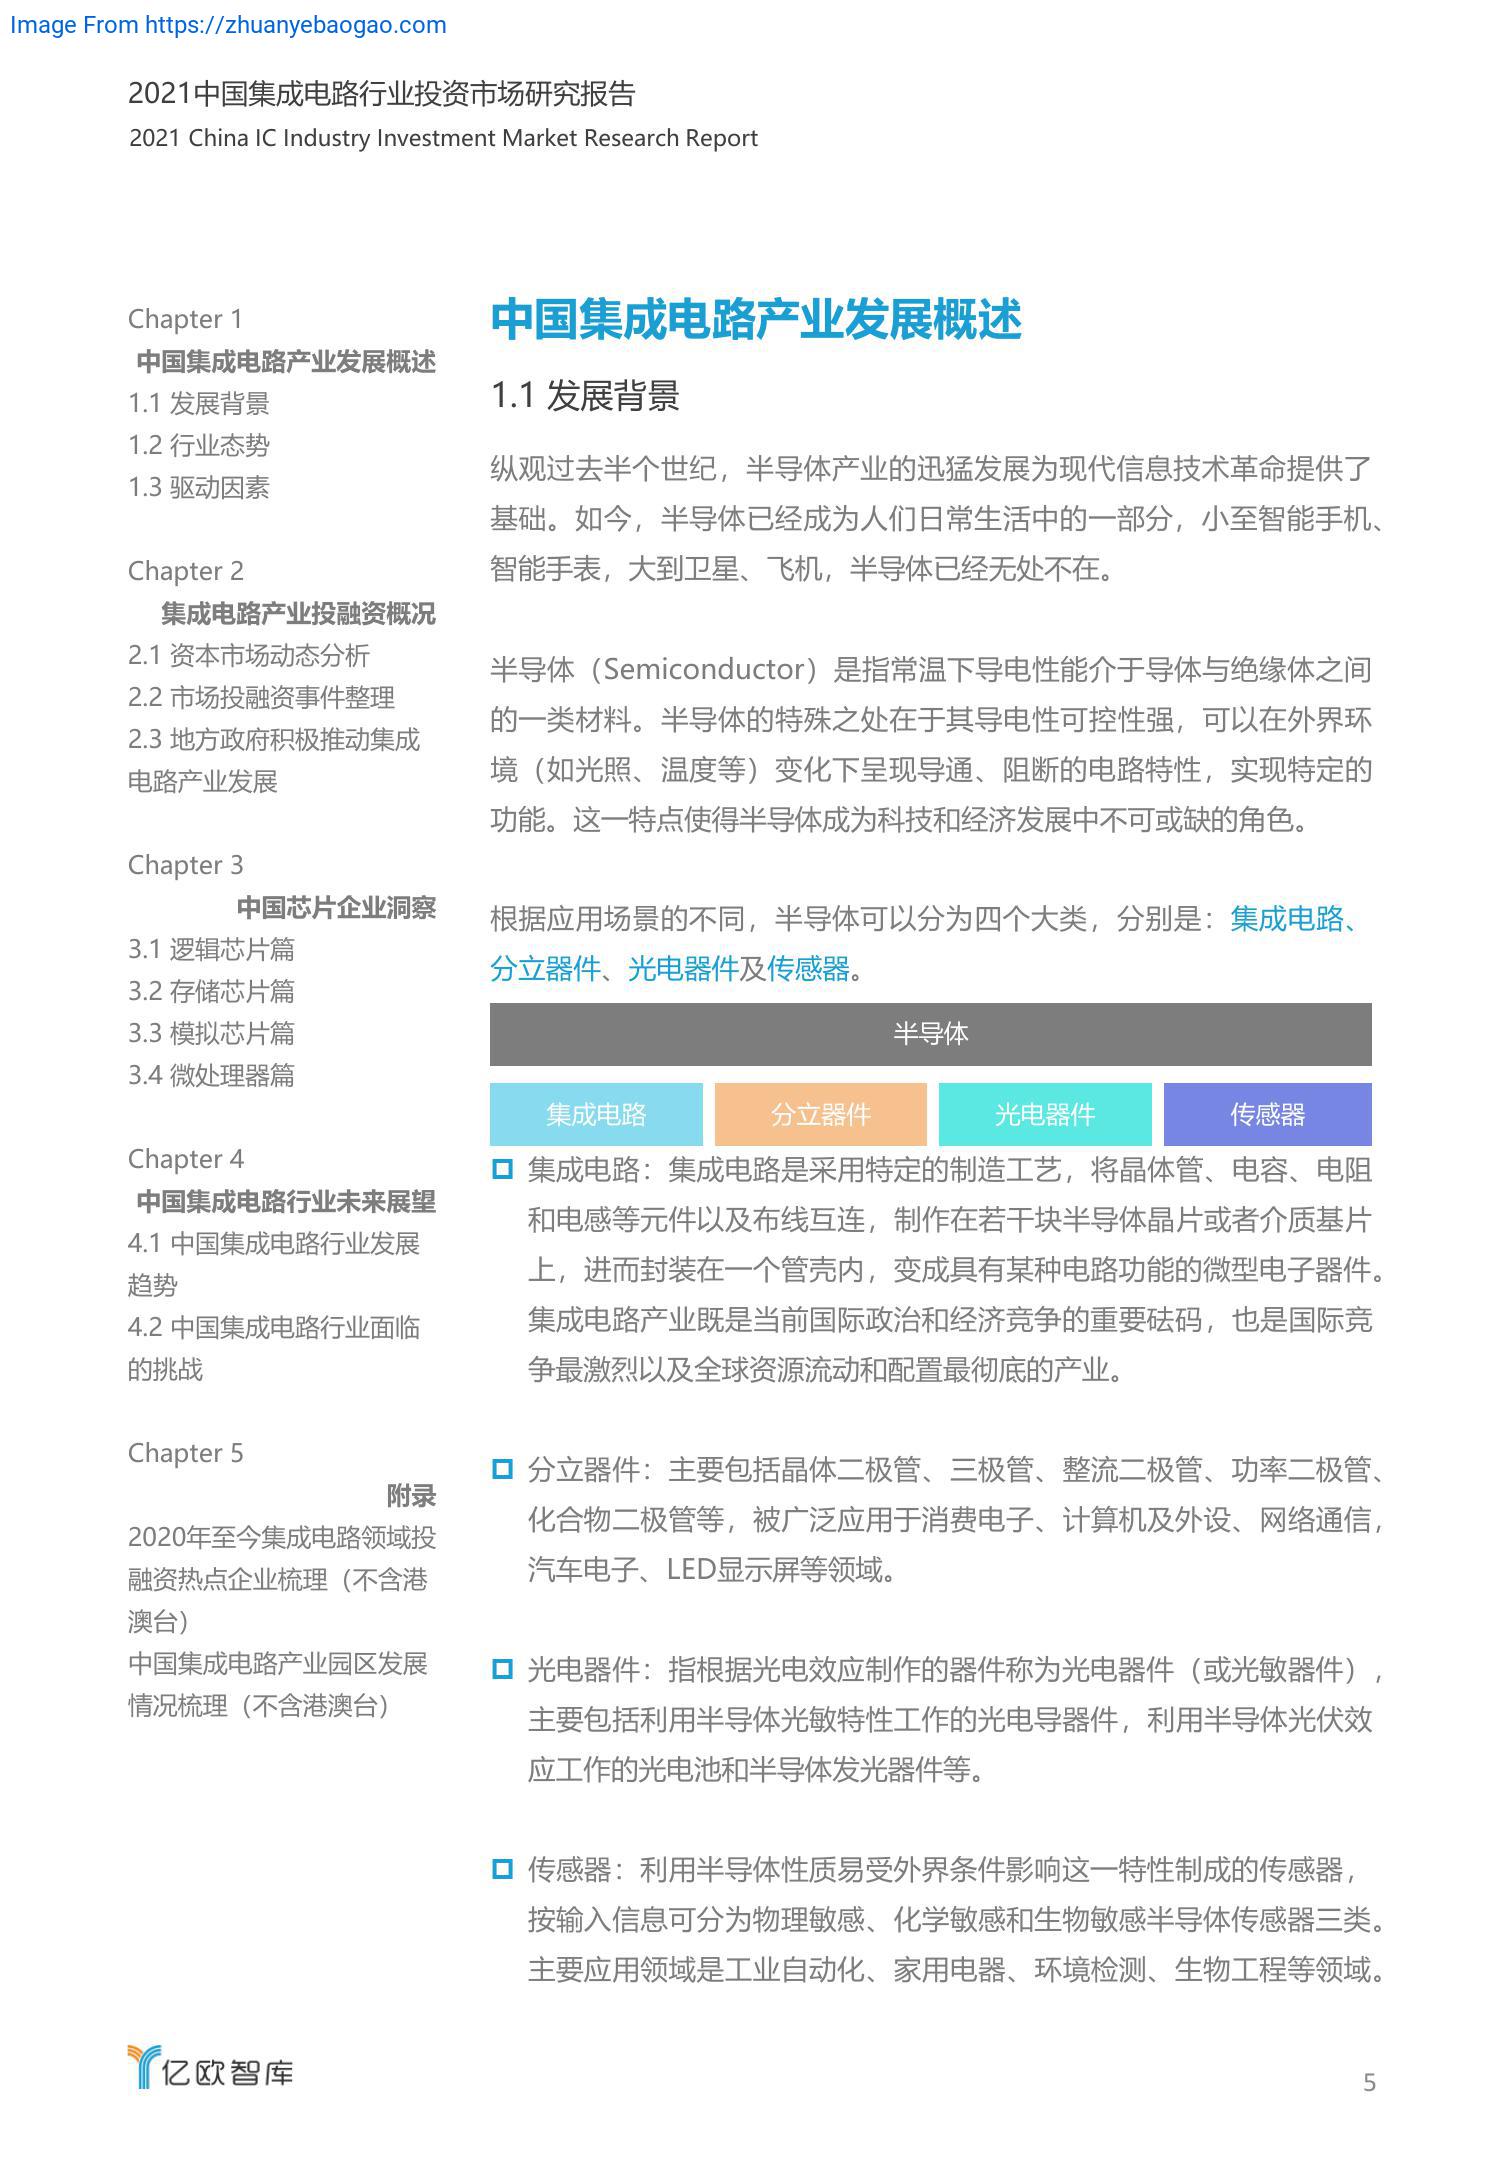 Image From https://zhuanyebaogao.com
2021中国集成电路行业投资市场研究报告
2021 China IC Industry Investment Market Research Report
Chapter 1
中国集成电路产业发展概述
1.1 发展背景
1.2 行业态势
1.3 驱动因素
Chapter 2
集成电路产业投融资概况
2.1 资本市场动态分析
2.2 市场投融资事件整理
2.3 地方政府积极推动集成
电路产业发展
Chapter 3
中国芯片企业洞察
3.1 逻辑芯片篇
3.2 存储芯片篇
3.3 模拟芯片篇
3.4 微处理器篇
Chapter 4
中国集成电路行业未来展望
4.1 中国集成电路行业发展
趋势
4.2 中国集成电路行业面临
的挑战
Chapter 5
附录
2020年至今集成电路领域投
融资热点企业梳理（不含港
澳台）
中国集成电路产业园区发展
情况梳理（不含港澳台）
中国集成电路产业发展概述
1.1 发展背景
纵观过去半个世纪，半导体产业的迅猛发展为现代信息技术革命提供了
基础。如今，半导体已经成为人们日常生活中的一部分，小至智能手机、
智能手表，大到卫星、飞机，半导体已经无处不在。
半导体（Semiconductor）是指常温下导电性能介于导体与绝缘体之间
的一类材料。半导体的特殊之处在于其导电性可控性强，可以在外界环
境（如光照、温度等）变化下呈现导通、阻断的电路特性，实现特定的
功能。这一特点使得半导体成为科技和经济发展中不可或缺的角色。
根据应用场景的不同，半导体可以分为四个大类，分别是：集成电路、
分立器件、光电器件及传感器。
半导体
集成电路 分立器件 光电器件 传感器
集成电路：集成电路是采用特定的制造工艺，将晶体管、电容、电阻
和电感等元件以及布线互连，制作在若干块半导体晶片或者介质基片
上，进而封装在一个管壳内，变成具有某种电路功能的微型电子器件。
集成电路产业既是当前国际政治和经济竞争的重要砝码，也是国际竞
争最激烈以及全球资源流动和配置最彻底的产业。
分立器件：主要包括晶体二极管、三极管、整流二极管、功率二极管、
化合物二极管等，被广泛应用于消费电子、计算机及外设、网络通信，
汽车电子、LED显示屏等领域。
光电器件：指根据光电效应制作的器件称为光电器件（或光敏器件），
主要包括利用半导体光敏特性工作的光电导器件，利用半导体光伏效
应工作的光电池和半导体发光器件等。
传感器：利用半导体性质易受外界条件影响这一特性制成的传感器，
按输入信息可分为物理敏感、化学敏感和生物敏感半导体传感器三类。
主要应用领域是工业自动化、家用电器、环境检测、生物工程等领域。
亿欧智库
5